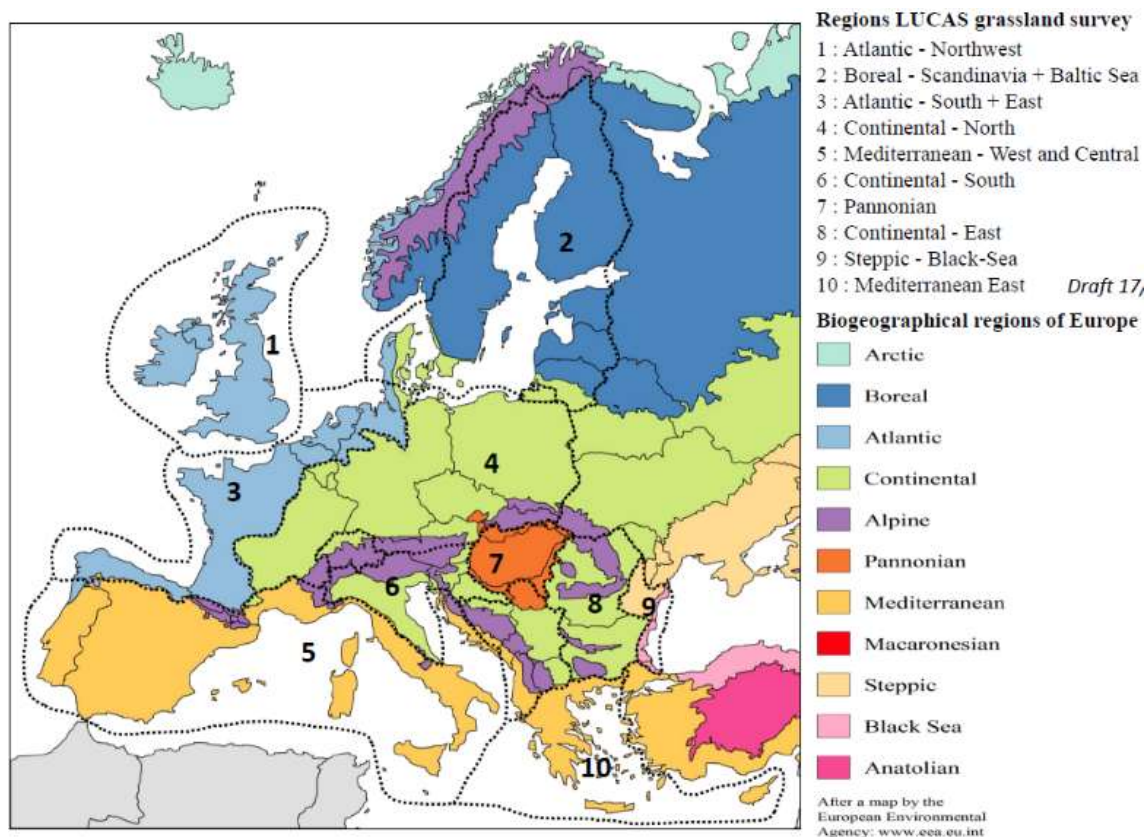 Regions LUCAS grassland survey
1 : Atlantic - Northwest
2 : Boreal - Scandinavia + Baltic Sea
3 : Atlantic - South + East
4 : Continental - North
5 : Mediterranean - West and Central
6 : Continental - South
7 : Pannonian
8 : Continental - East
9 : Steppic - Black-Sea
10 : Mediterranean East Draft 17/
Biogeographical regions of Europe
Arctic
Boreal
Atlantic
Continental
Alpine
Pannonian
Mediterranean
Macaronesian
Steppic
Black Sea
Anatolian
After a map by the
European Environmental
Agency: www.eea.eu.int
2
1
4
3
7
6
8
9
5
10